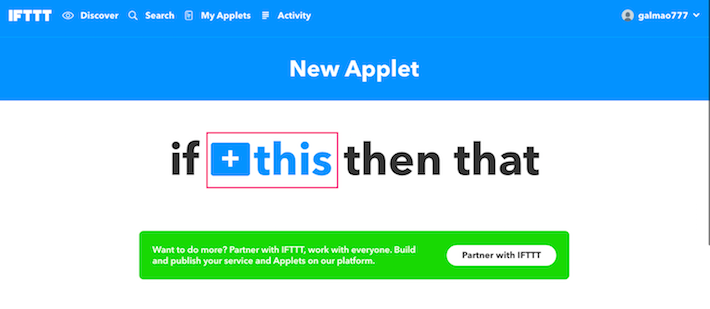 IFTTT Discover Search My Applets Activity galmao777
New Applet
if + this then that
Want to do more? Partner with IFTTT, work with everyone. Build
and publish your service and Applets on our platform.
Partner with IFTTT